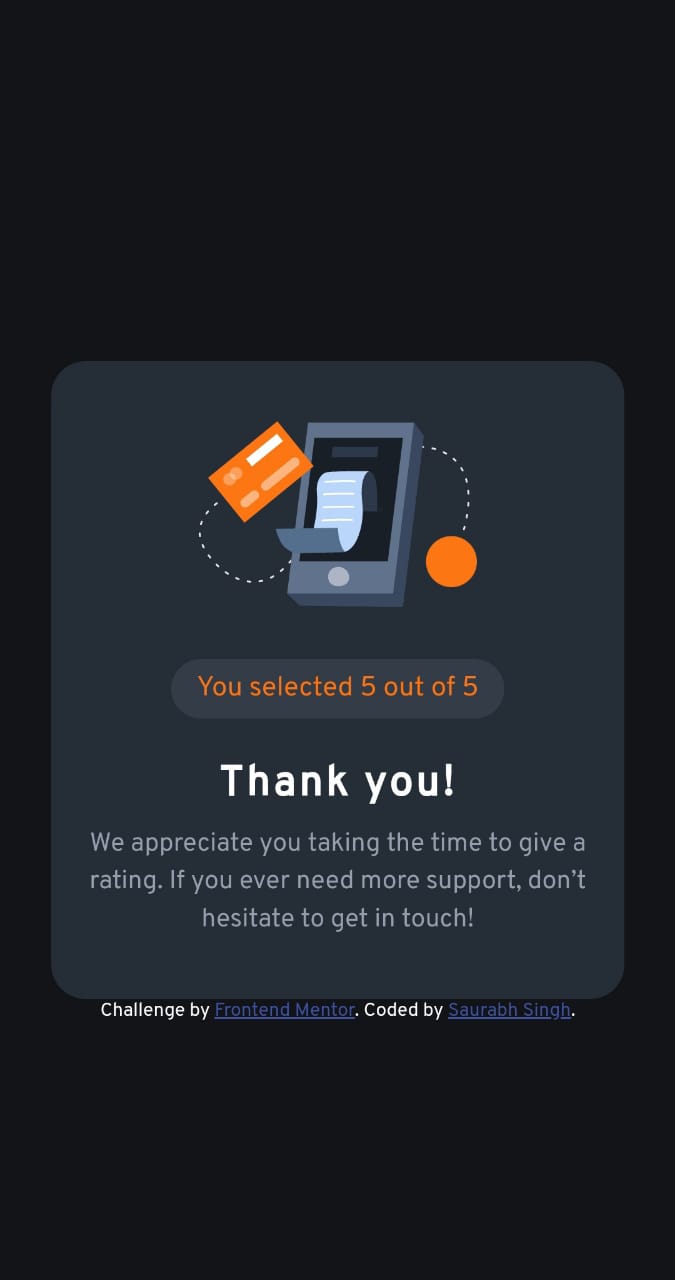 You selected 5 out of 5
Thank you!
We appreciate you taking the time to give a
rating. If you ever need more support, don’t
hesitate to get in touch!
Challenge by Frontend Mentor. Coded by Saurabh Singh.